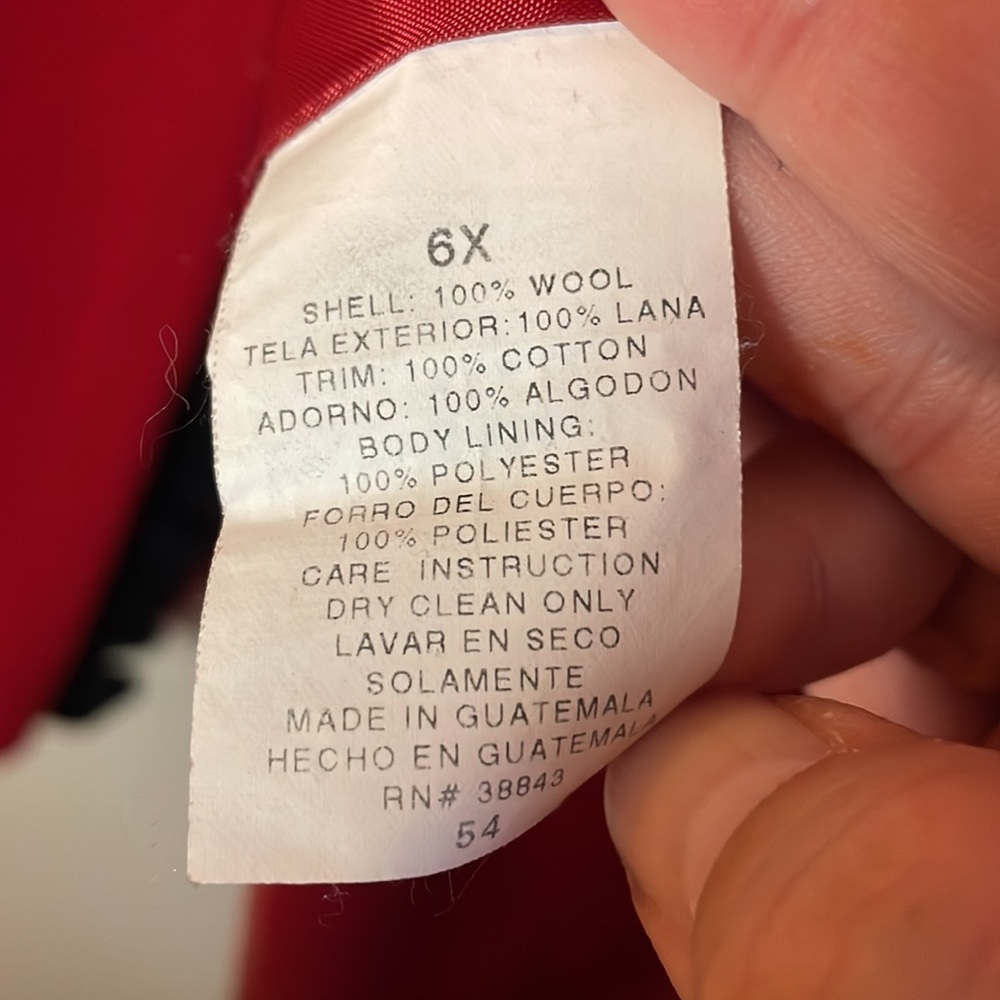 6X
SHELL: 100% WOOL
TELA EXTERIOR: 100% LANA
TRIM: 100% COTTON
ADORNO: 100% ALGODON
BODY LINING:
100% POLYESTER
FORRO DEL CUERPO:
100% POLIESTER
CARE INSTRUCTION
DRY CLEAN ONLY
LAVAR EN SECO
SOLAMENTE
MADE IN GUATEMALA
HECHO EN GUATEMALA
RN# 38843
54